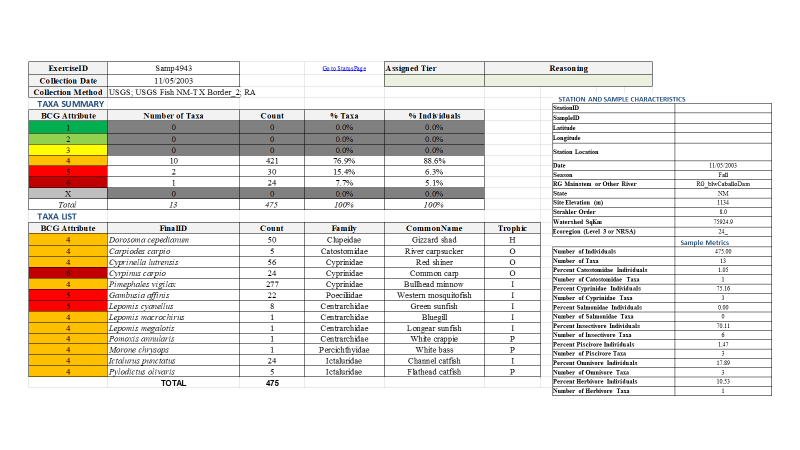 ExerciseID Samp4943 Go to StatusPage Assigned Tier Reasoning
Collection Date 11/05/2003
Collection Method USGS; USGS Fish NM-TX Border_2; RA
TAXA SUMMARY
BCG Attribute Number of Taxa Count % Taxa % Individuals
1 0 0 0.0% 0.0%
2 0 0 0.0% 0.0%
3 0 0 0.0% 0.0%
4 10 421 76.9% 88.6%
5 2 30 15.4% 6.3%
6 1 24 7.7% 5.1%
X 0 0 0.0% 0.0%
Total 13 475 100% 100%
TAXA LIST
BCG Attribute FinalID Count Family CommonName Trophic
4 Dorosoma cepedianum 50 Clupeidae Gizzard shad H
4 Carpiodes carpio 5 Catostomidae River carpsucker O
4 Cyprinella lutrensis 56 Cyprinidae Red shiner O
6 Cyrpinus carpio 24 Cyprinidae Common carp O
4 Pimephales vigilax 277 Cyprinidae Bullhead minnow I
5 Gambusia affinis 22 Poeciliidae Western mosquitofish I
5 Lepomis cyanellus 8 Centrarchidae Green sunfish I
4 Lepomis macrochirus 1 Centrarchidae Bluegill I
4 Lepomis megalotis 1 Centrarchidae Longear sunfish I
4 Pomoxis annularis 1 Centrarchidae White crappie P
4 Morone chrysops 1 Percichthyidae White bass P
4 Ictalurus punctatus 24 Ictaluridae Channel catfish I
4 Pylodictus olivaris 5 Ictaluridae Flathead catfish P
TOTAL 475
STATION AND SAMPLE CHARACTERISTICS
StationID
SampleID
Latitude
Longitude
Station Location
Date 11/05/2003
Season Fall
RG Mainstem or Other River RG_blwCaballoDam
State NM
Site Elevation (m) 1134
Strahler Order 8.0
Watershed SqKm 75924.9
Ecoregion (Level 3 or NRSA) 24_
Sample Metrics
Number of Individuals 475.00
Number of Taxa 13
Percent Catostomidae Individuals 1.05
Number of Catostomidae Taxa 1
Percent Cyprinidae Individuals 75.16
Number of Cyprinidae Taxa 3
Percent Salmonidae Individuals 0.00
Number of Salmonidae Taxa 0
Percent Insectivore Individuals 70.11
Number of Insectivore Taxa 6
Percent Piscivore Individuals 1.47
Number of Piscivore Taxa 3
Percent Omnivore Individuals 17.89
Number of Omnivore Taxa 3
Percent Herbivore Individuals 10.53
Number of Herbivore Taxa 1